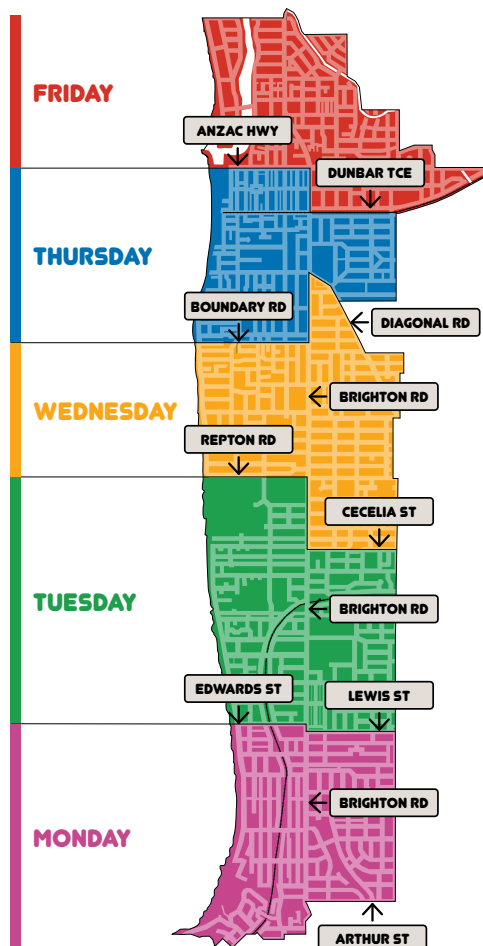 FRIDAY
ANZAC HWY
DUNBAR TCE
THURSDAY
BOUNDARY RD
DIAGONAL RD
WEDNESDAY
BRIGHTON RD
REPTON RD
CECELIA ST
TUESDAY
BRIGHTON RD
EDWARDS ST
LEWIS ST
BRIGHTON RD
MONDAY
ARTHUR ST